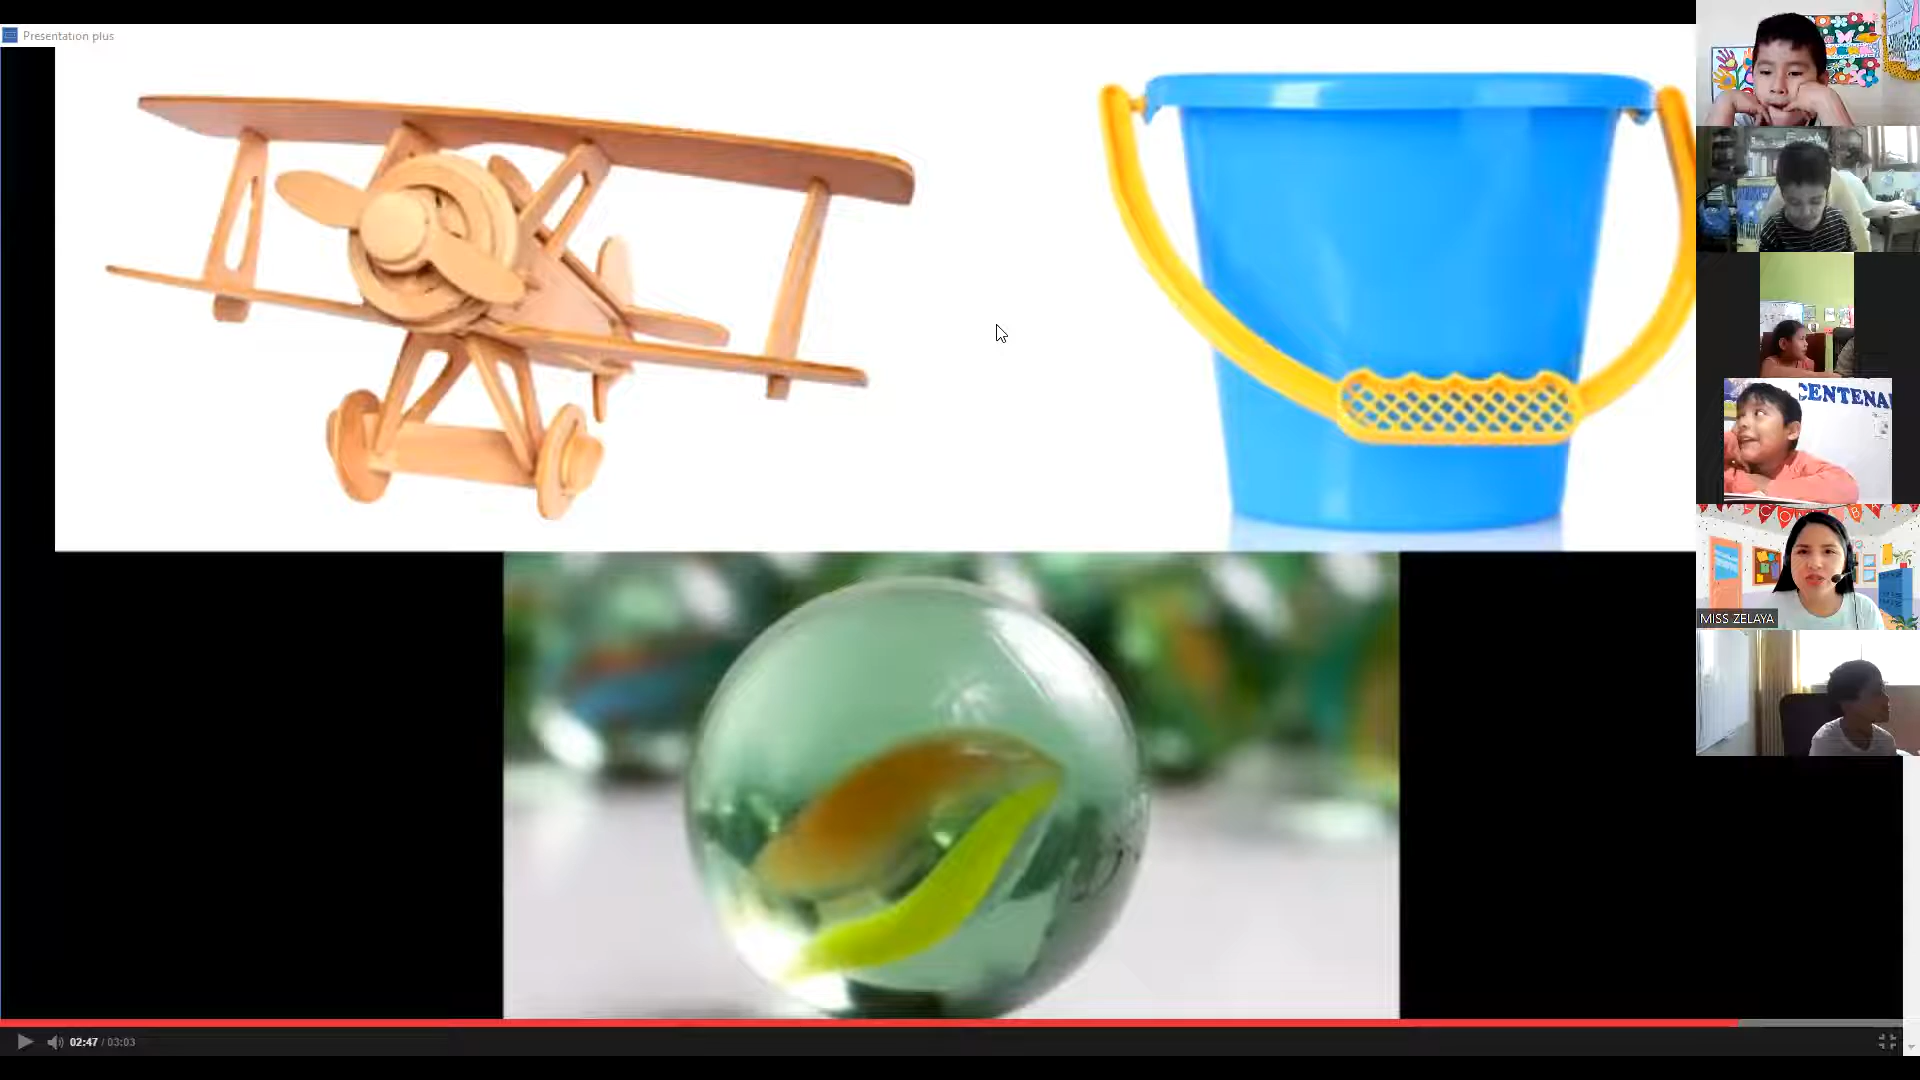 Presentation plus
CENTENA
MISS ZELAYA
02:47 / 03:03